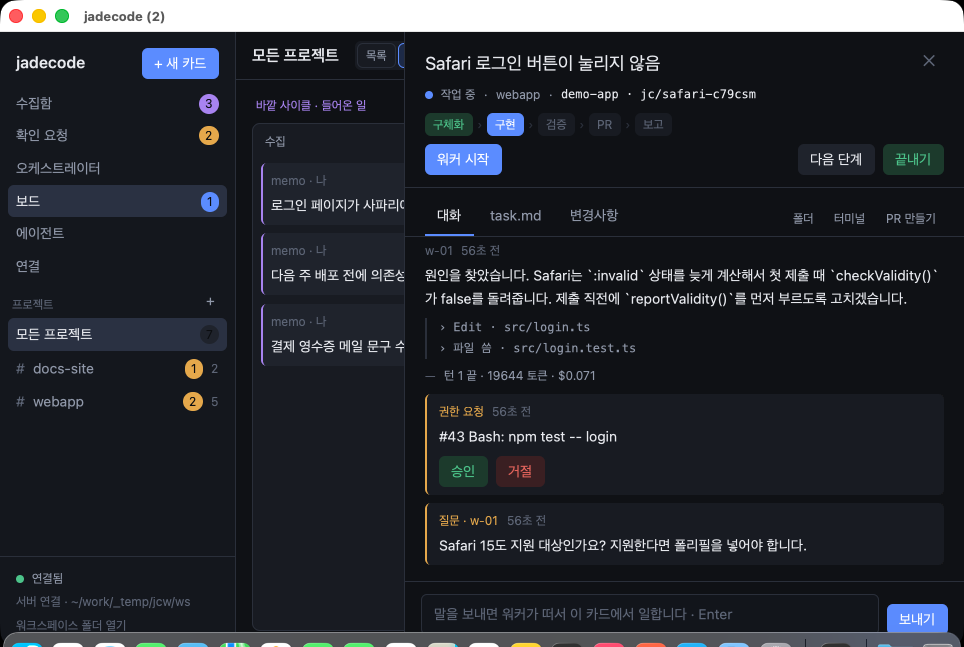 jadecode (2)
jadecode
+ 새 카드
수집함 3
확인 요청 2
오케스트레이터
보드 1
에이전트
연결
프로젝트 +
모든 프로젝트 7
# docs-site 1 2
# webapp 2 5
연결됨
서버 연결 · ~/work/_temp/jcw/ws
워크스페이스 폴더 열기
모든 프로젝트 목록
바깥 사이클 · 들어온 일
수집
memo · 나
로그인 페이지가 사파리에
memo · 나
다음 주 배포 전에 의존성
memo · 나
결제 영수증 메일 문구 수
Safari 로그인 버튼이 눌리지 않음
작업 중 · webapp · demo-app · jc/safari-c79csm
구체화 › 구현 › 검증 › PR › 보고
워커 시작 다음 단계 끝내기
대화 task.md 변경사항 폴더 터미널 PR 만들기
w-01 56초 전
원인을 찾았습니다. Safari는 `:invalid` 상태를 늦게 계산해서 첫 제출 때 `checkValidity()`
가 false를 돌려줍니다. 제출 직전에 `reportValidity()`를 먼저 부르도록 고치겠습니다.
› Edit · src/login.ts
› 파일 씀 · src/login.test.ts
— 턴 1 끝 · 19644 토큰 · $0.071
권한 요청 56초 전
#43 Bash: npm test -- login
승인 거절
질문 · w-01 56초 전
Safari 15도 지원 대상인가요? 지원한다면 폴리필을 넣어야 합니다.
말을 보내면 워커가 떠서 이 카드에서 일합니다 · Enter
보내기